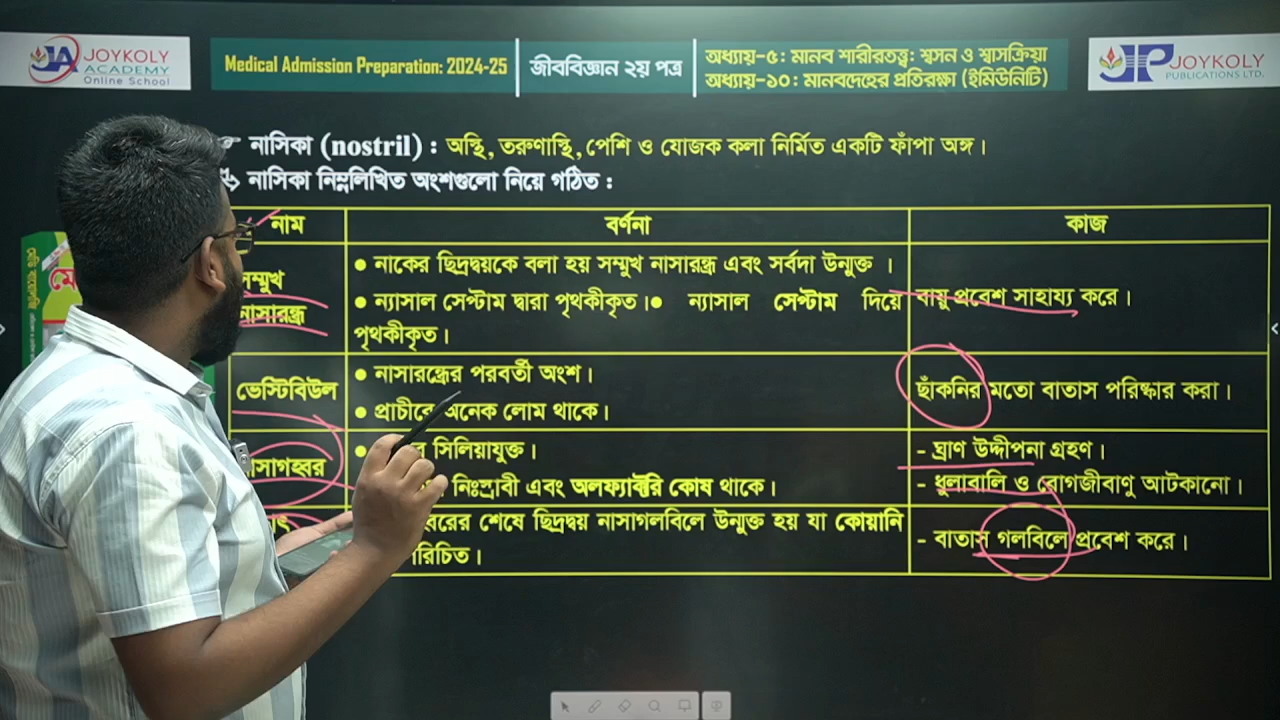 JA JOYKOLY
ACADEMY
Online School
Medical Admission Preparation: 2024-25
জীববিজ্ঞান ২য় পত্র
অধ্যায়-৫: মানব শারীরতত্ত্ব: শ্বসন ও শ্বাসক্রিয়া
অধ্যায়-১০: মানবদেহের প্রতিরক্ষা (ইমিউনিটি)
JP JOYKOLY
PUBLICATIONS LTD.
নাসিকা (nostril) : অস্থি, তরুণাস্থি, পেশি ও যোজক কলা নির্মিত একটি ফাঁপা অঙ্গ।
নাসিকা নিম্নলিখিত অংশগুলো নিয়ে গঠিত :
নাম বর্ণনা কাজ
সম্মুখ
নাসারন্ধ্র
• নাকের ছিদ্রদ্বয়কে বলা হয় সম্মুখ নাসারন্ধ্র এবং সর্বদা উন্মুক্ত ।
• ন্যাসাল সেপ্টাম দ্বারা পৃথকীকৃত।• ন্যাসাল সেপ্টাম দিয়ে
পৃথকীকৃত।
বায়ু প্রবেশ সাহায্য করে।
ভেস্টিবিউল
• নাসারন্ধ্রের পরবর্তী অংশ।
• প্রাচীরে অনেক লোম থাকে।
ছাঁকনির মতো বাতাস পরিষ্কার করা।
নাসাগহ্বর
• সিলিয়াযুক্ত।
নিঃস্রাবী এবং অলফ্যাক্টরি কোষ থাকে।
- ঘ্রাণ উদ্দীপনা গ্রহণ।
- ধুলাবালি ও রোগজীবাণু আটকানো।
শেষে ছিদ্রদ্বয় নাসাগলবিলে উন্মুক্ত হয় যা কোয়ানি
পরিচিত।
- বাতাস গলবিলে প্রবেশ করে।